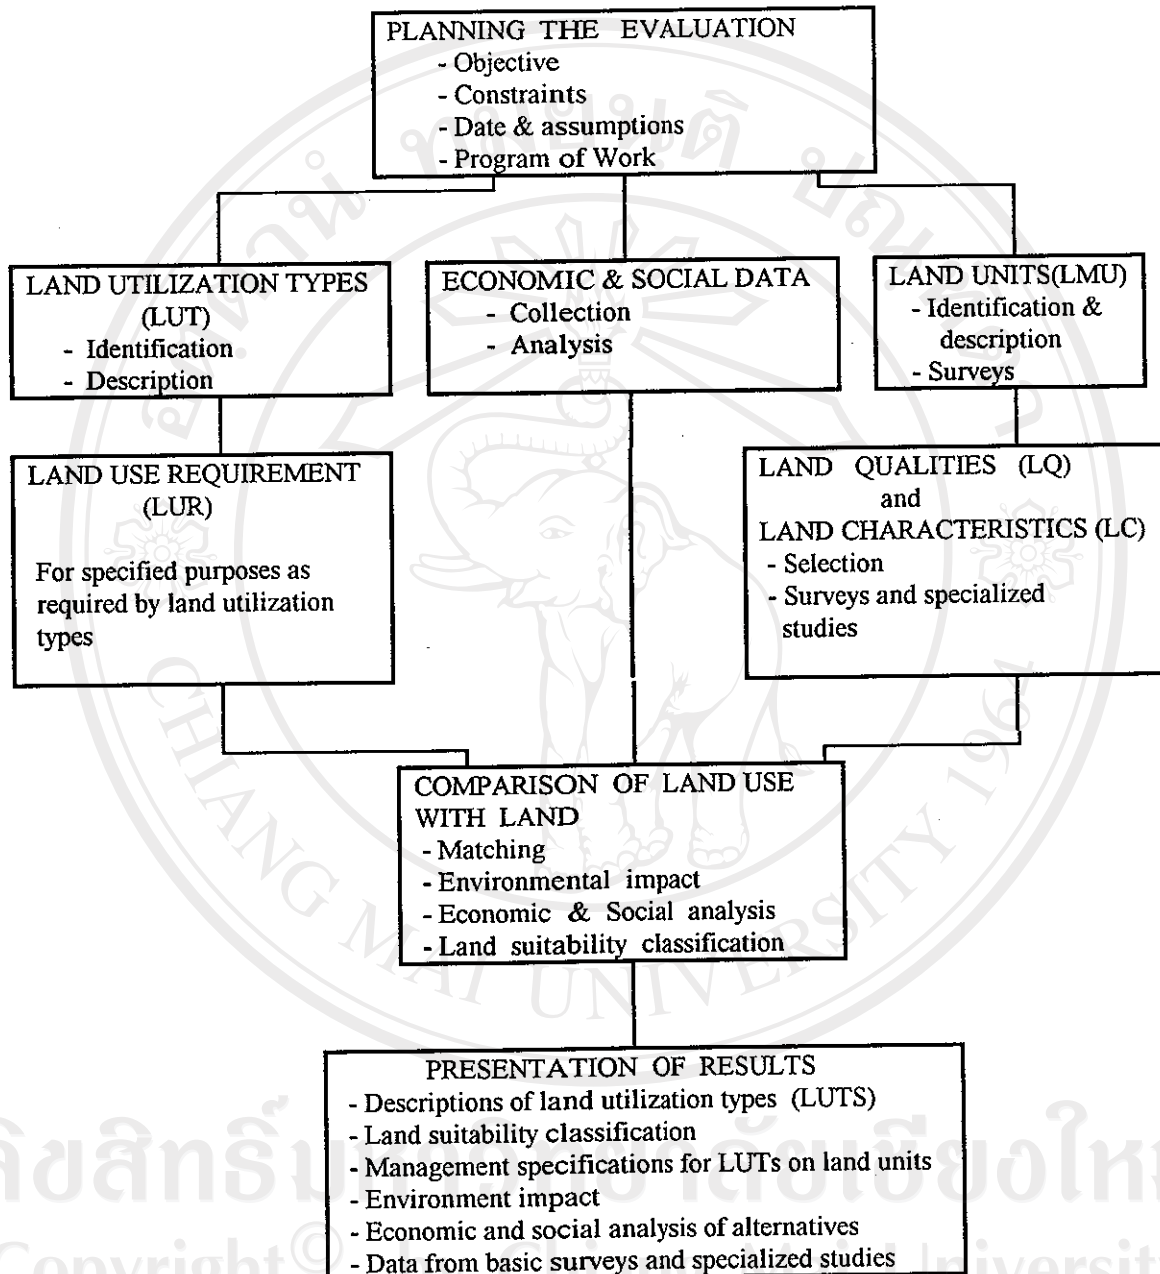 PLANNING THE EVALUATION
- Objective
- Constraints
- Date & assumptions
- Program of Work
LAND UTILIZATION TYPES
(LUT)
- Identification
- Description
ECONOMIC & SOCIAL DATA
- Collection
- Analysis
LAND UNITS(LMU)
- Identification &
description
- Surveys
LAND USE REQUIREMENT
(LUR)
For specified purposes as
required by land utilization
types
LAND QUALITIES (LQ)
and
LAND CHARACTERISTICS (LC)
- Selection
- Surveys and specialized
studies
COMPARISON OF LAND USE
WITH LAND
- Matching
- Environmental impact
- Economic & Social analysis
- Land suitability classification
PRESENTATION OF RESULTS
- Descriptions of land utilization types (LUTS)
- Land suitability classification
- Management specifications for LUTs on land units
- Environment impact
- Economic and social analysis of alternatives
- Data from basic surveys and specialized studies
CHIANG MAI UNIVERSITY 1964
Copyright ©